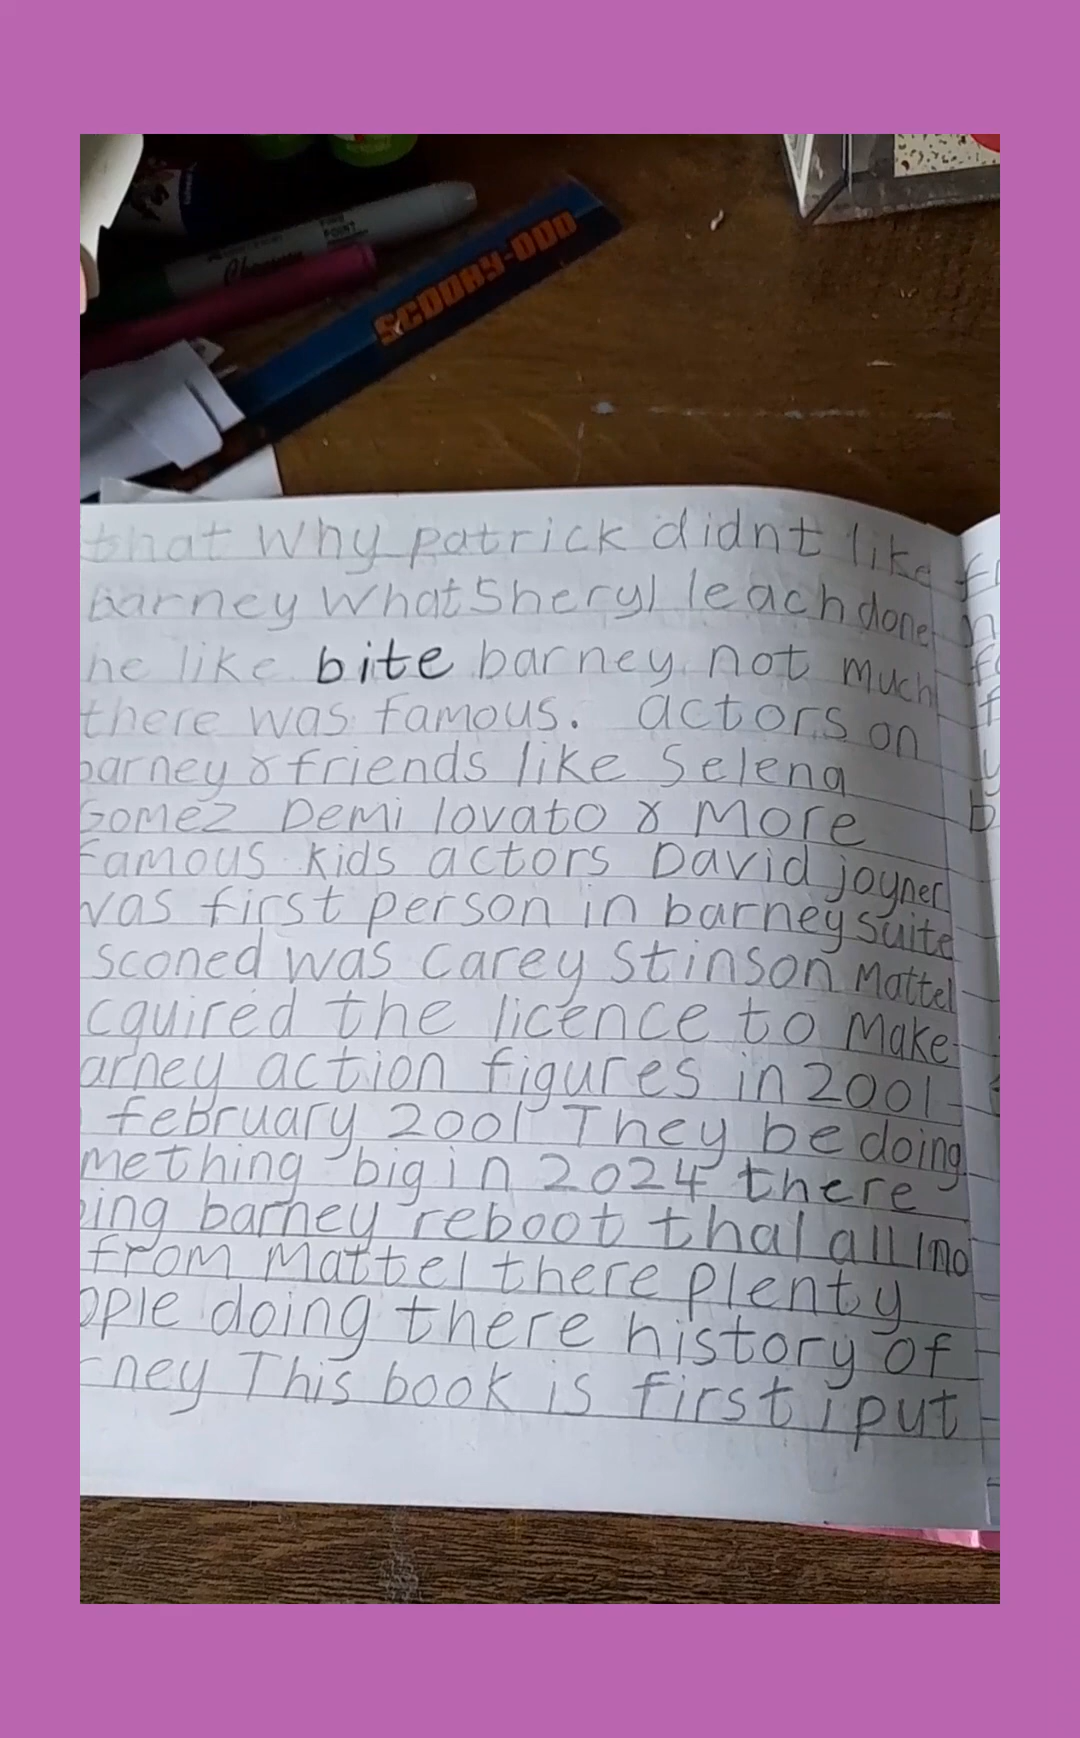 SCOOBY-DOO
POINT
that why patrick didnt like
barney what Sheryl leach done
he like bite barney not much
there was famous. actors on
barney & friends like Selena
Gomez Demi lovato & More
Famous kids actors David joyner
was first person in barney suite
sconed was carey stinson Mattel
cquired the licence to Make
arney action figures in 2001
february 2001 They be doing
mething big in 2024 there
ing barney reboot that all
from Mattel there plenty
ople doing there history of
ney This book is first i put